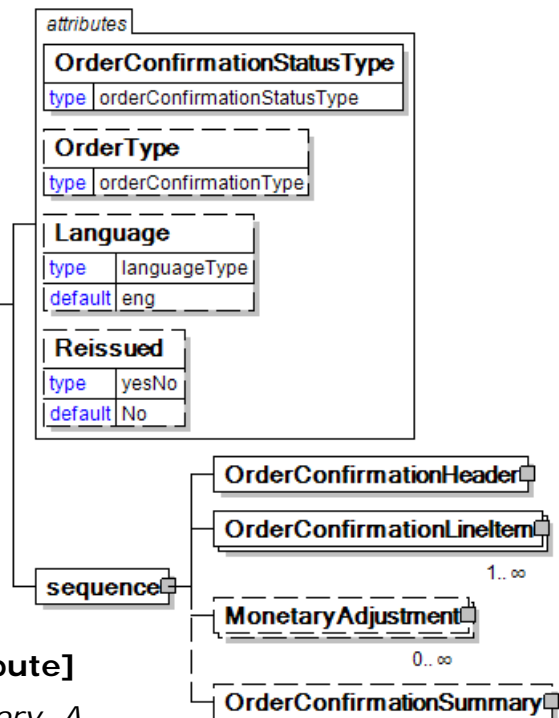 attributes
OrderConfirmationStatusType
type orderConfirmationStatusType
OrderType
type orderConfirmationType
Language
type languageType
default eng
Reissued
type yesNo
default No
OrderConfirmationHeader
OrderConfirmationLineItem
1.. ∞
sequence
MonetaryAdjustment
0.. ∞
OrderConfirmationSummary